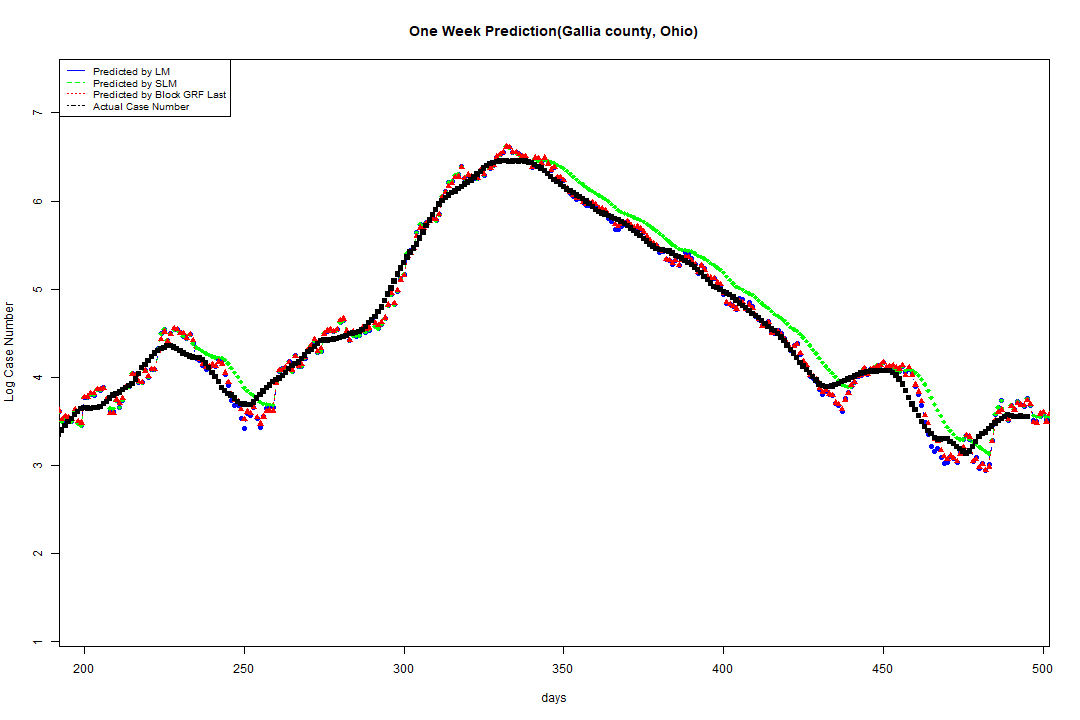 One Week Prediction(Gallia county, Ohio)
Predicted by LM
Predicted by SLM
Predicted by Block GRF Last
Actual Case Number
7
6
5
4
3
2
1
Log Case Number
200 250 300 350 400 450 500
days